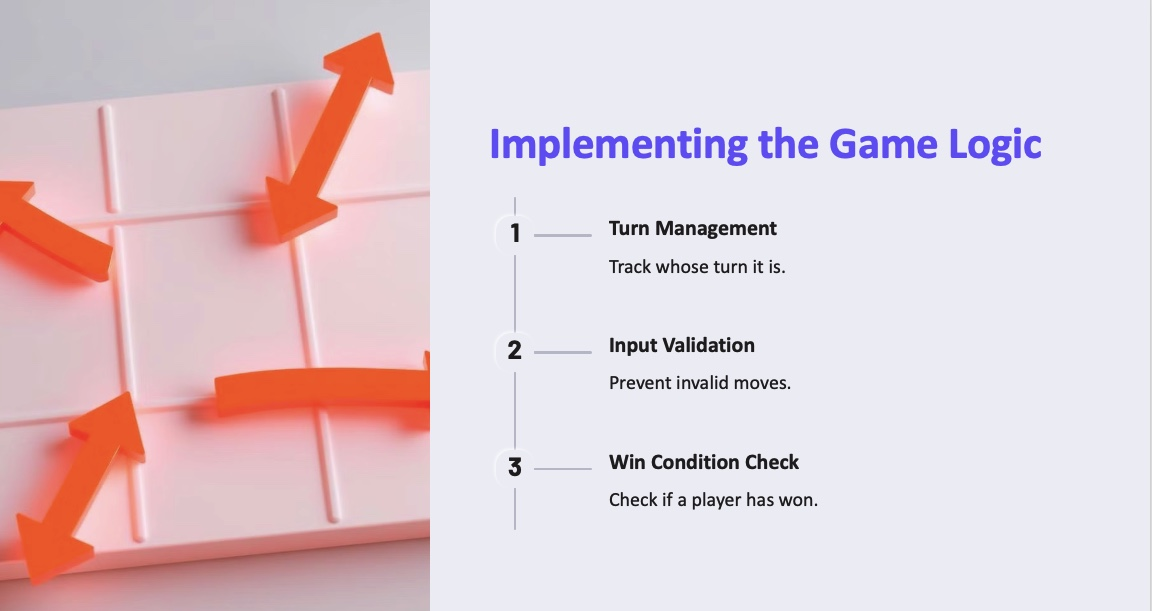 Implementing the Game Logic
1
Turn Management
Track whose turn it is.
2
Input Validation
Prevent invalid moves.
3
Win Condition Check
Check if a player has won.